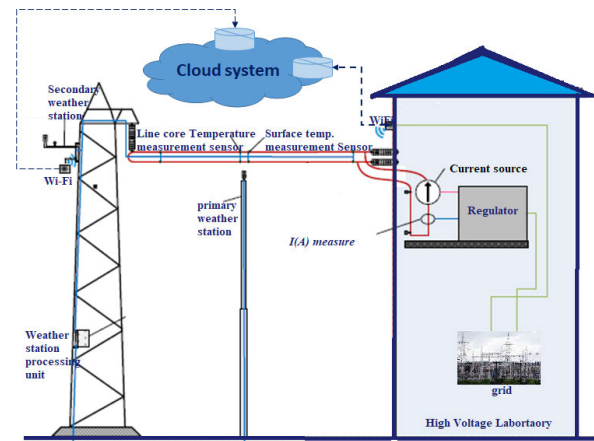 Cloud system
Secondary
weather
station
Wi-Fi
Line core Temperature
measurement sensor
Surface temp.
measurement Sensor
WiFi
Current source
Regulator
I(A) measure
primary
weather
station
Weather
station
processing
unit
grid
High Voltage Labortaory